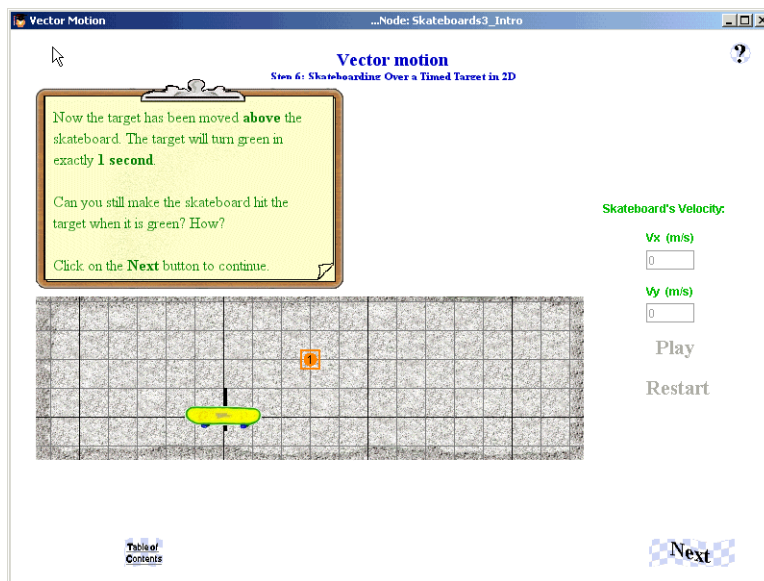 Vector Motion ...Node: Skateboards3_Intro
?
Vector motion
Step 6: Skateboarding Over a Timed Target in 2D
Now the target has been moved above the
skateboard. The target will turn green in
exactly 1 second.
Can you still make the skateboard hit the
target when it is green? How?
Click on the Next button to continue.
Skateboard's Velocity:
Vx (m/s)
0
Vy (m/s)
0
Play
Restart
1
Table of
Contents
Next